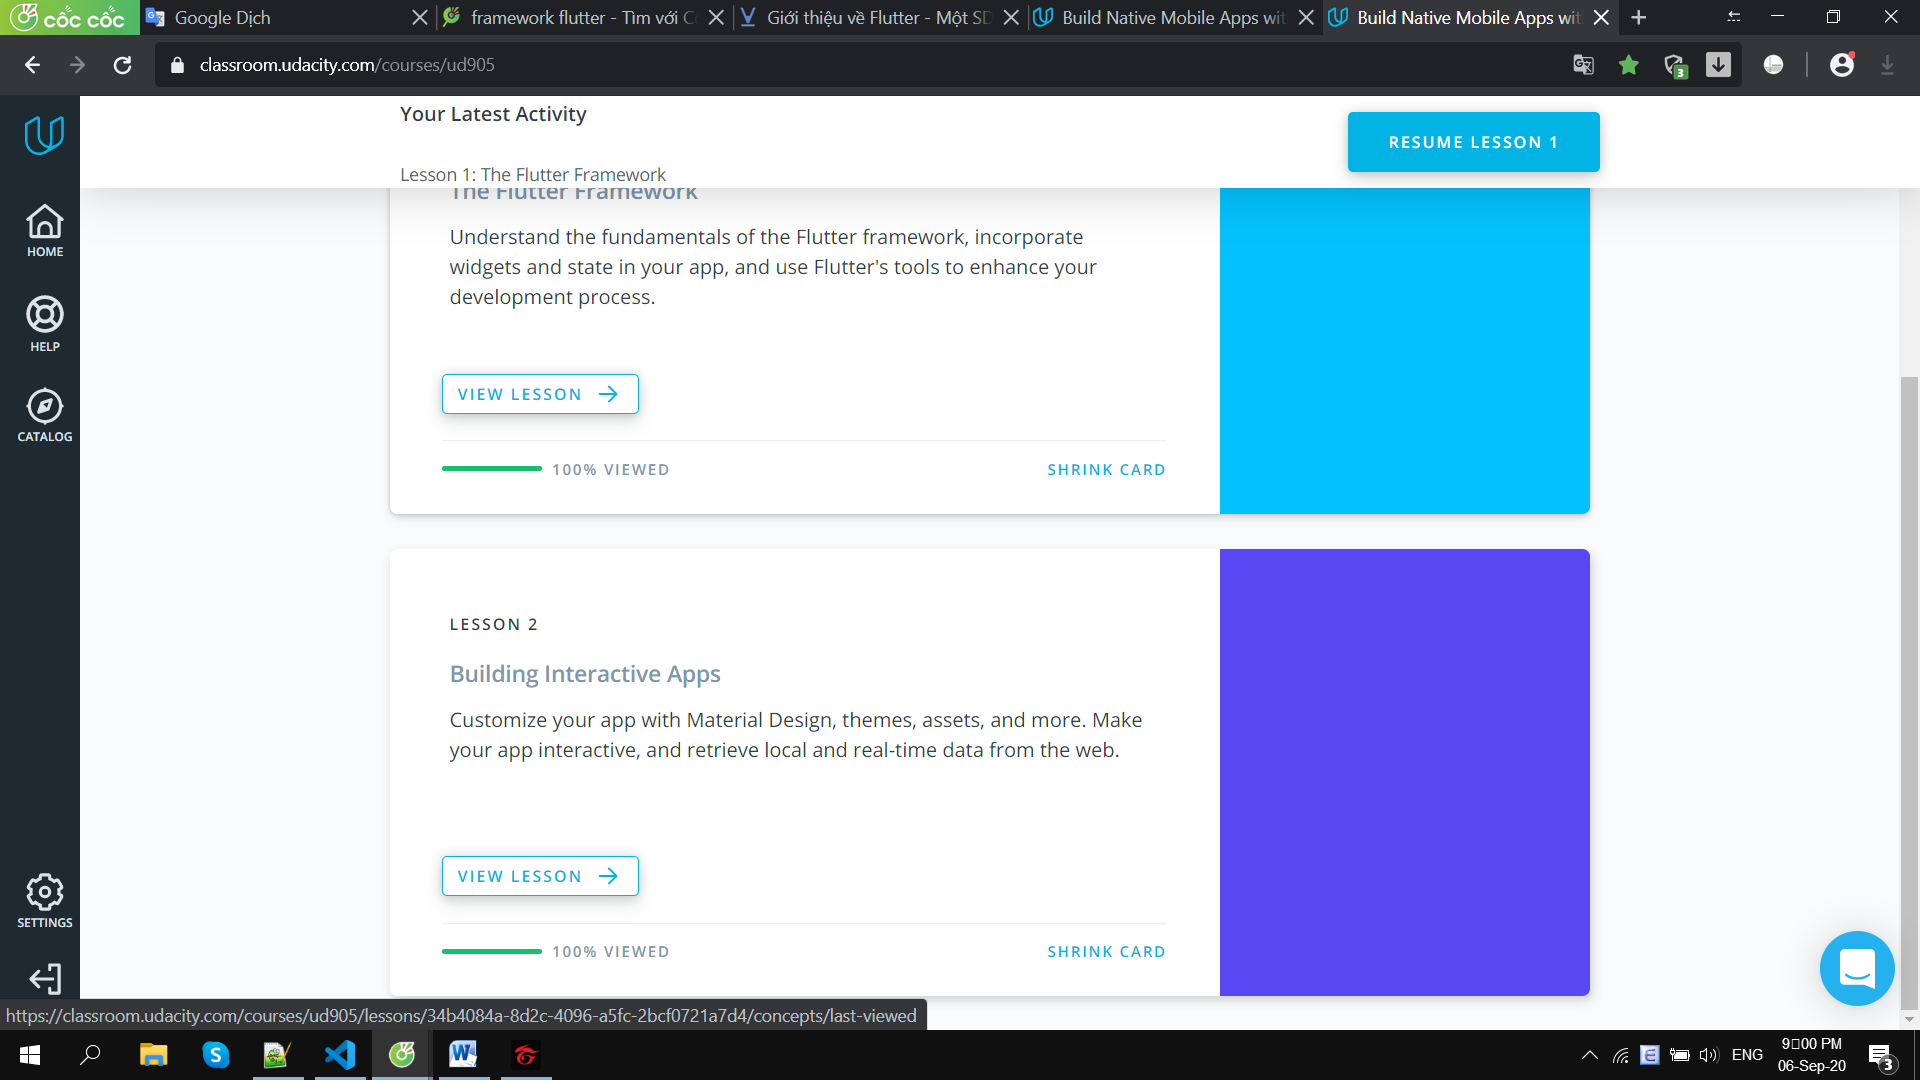 cốc cốc
Google Dịch
framework flutter - Tìm với C
Giới thiệu về Flutter - Một SD
Build Native Mobile Apps wit
Build Native Mobile Apps wit
classroom.udacity.com/courses/ud905
3
Your Latest Activity
RESUME LESSON 1
Lesson 1: The Flutter Framework
The Flutter Framework
Understand the fundamentals of the Flutter framework, incorporate
widgets and state in your app, and use Flutter's tools to enhance your
development process.
VIEW LESSON
100% VIEWED
SHRINK CARD
LESSON 2
Building Interactive Apps
Customize your app with Material Design, themes, assets, and more. Make
your app interactive, and retrieve local and real-time data from the web.
VIEW LESSON
100% VIEWED
SHRINK CARD
HOME
HELP
CATALOG
SETTINGS
https://classroom.udacity.com/courses/ud905/lessons/34b4084a-8d2c-4096-a5fc-2bcf0721a7d4/concepts/last-viewed
ENG
9▯00 PM
06-Sep-20
3